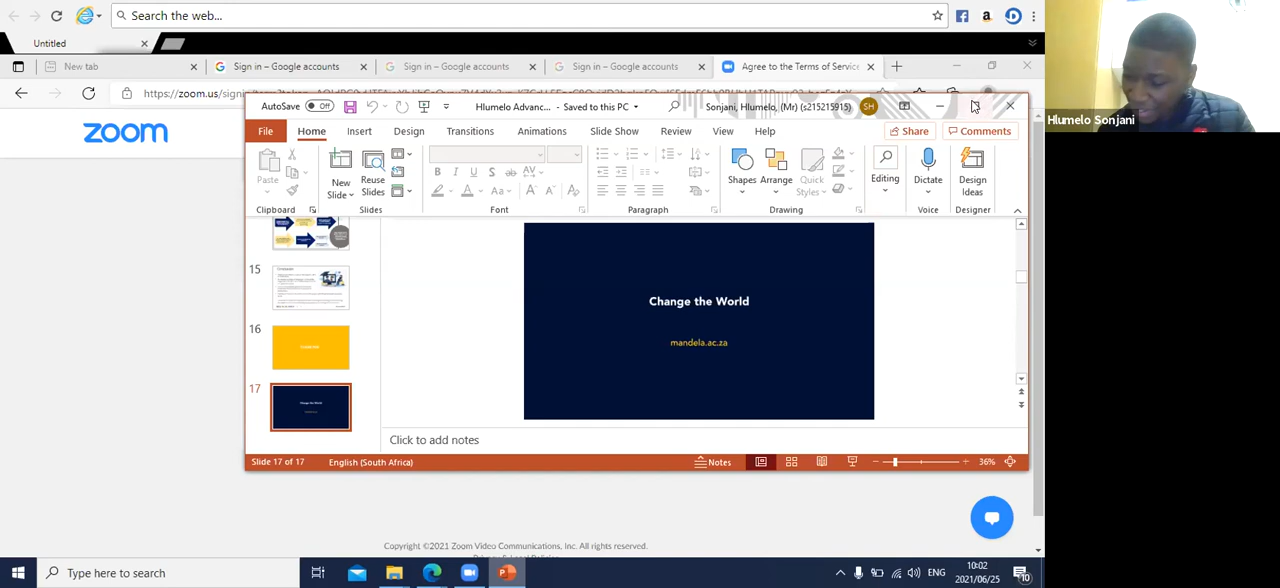 Search the web...
Untitled
New tab
Sign in – Google accounts
Sign in – Google accounts
Sign in – Google accounts
Agree to the Terms of Service
zoom
Hlumelo Sonjani
AutoSave Off
Hlumelo Advanc... - Saved to this PC
Sonjani, Hlumelo, (Mr) (s215215915)
SH
File Home Insert Design Transitions Animations Slide Show Review View Help
Share Comments
Paste
New Slide
Reuse Slides
Shapes Arrange Quick Styles
Editing
Dictate
Design Ideas
Clipboard Slides Font Paragraph Drawing Voice Designer
15
16
17
Change the World
mandela.ac.za
Click to add notes
Slide 17 of 17 English (South Africa) Notes 36%
Copyright ©2021 Zoom Video Communications, Inc. All rights reserved.
Type here to search
ENG
10:02
2021/06/25
10